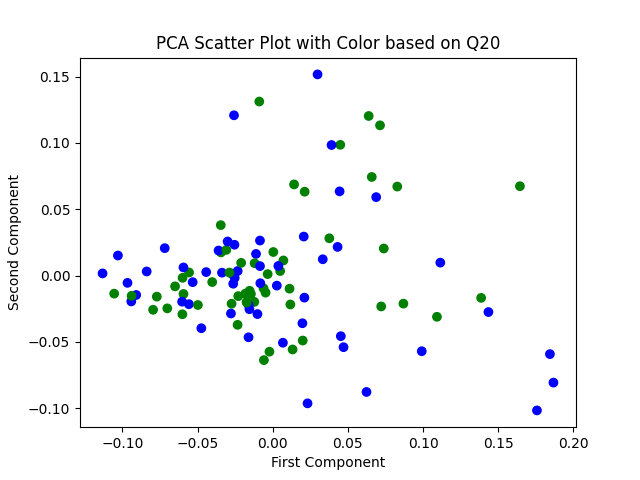 PCA Scatter Plot with Color based on Q20
0.15
0.10
0.05
0.00
−0.05
−0.10
Second Component
−0.10 −0.05 0.00 0.05 0.10 0.15 0.20
First Component